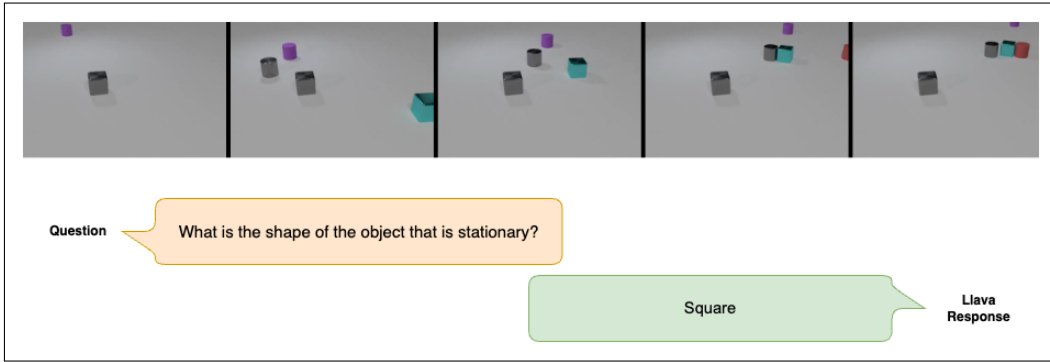 Question
What is the shape of the object that is stationary?
Square
Llava
Response